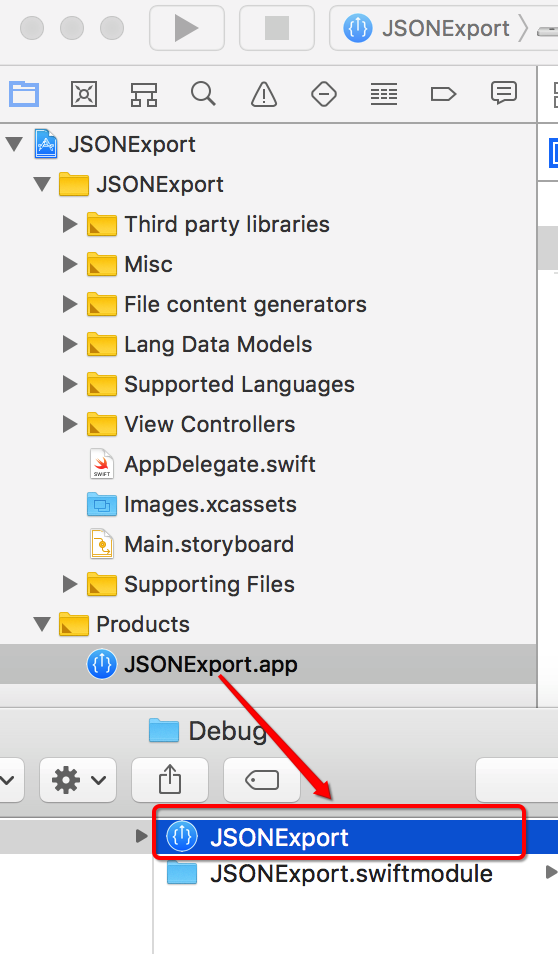 JSONExport
JSONExport
JSONExport
Third party libraries
Misc
File content generators
Lang Data Models
Supported Languages
View Controllers
AppDelegate.swift
Images.xcassets
Main.storyboard
Supporting Files
Products
JSONExport.app
Debug
JSONExport
JSONExport.swiftmodule